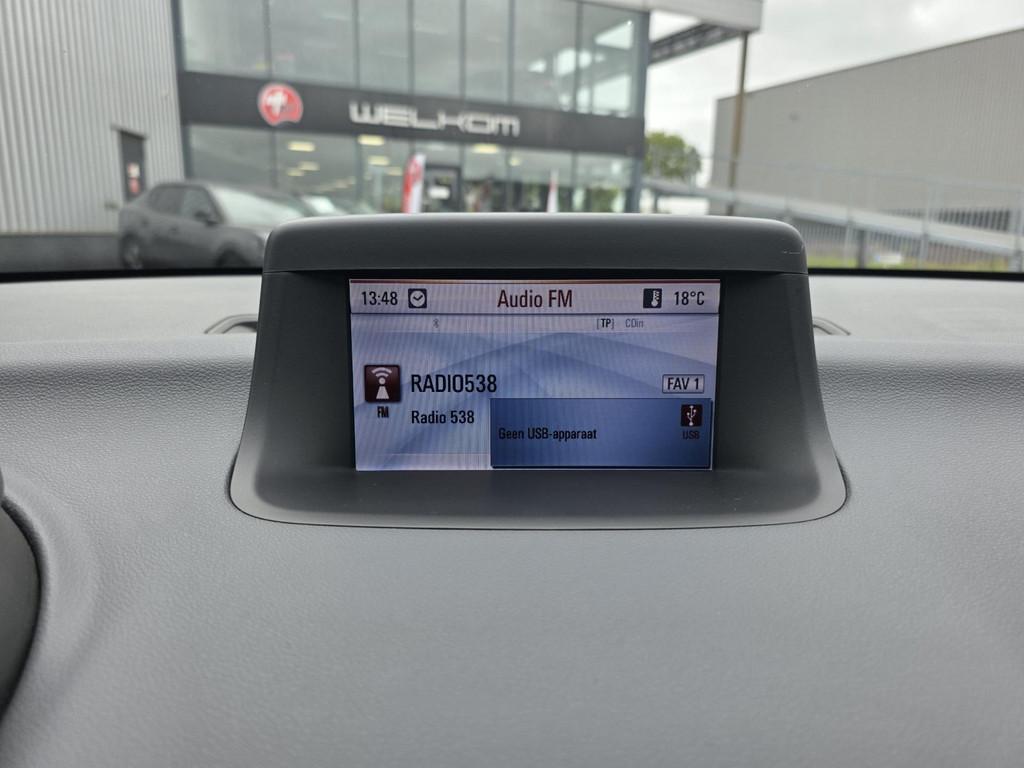 WELKOM
13:48 Audio FM 18°C
[TP] CDin
RADIO538 FAV 1
FM
Radio 538
Geen USB-apparaat USB